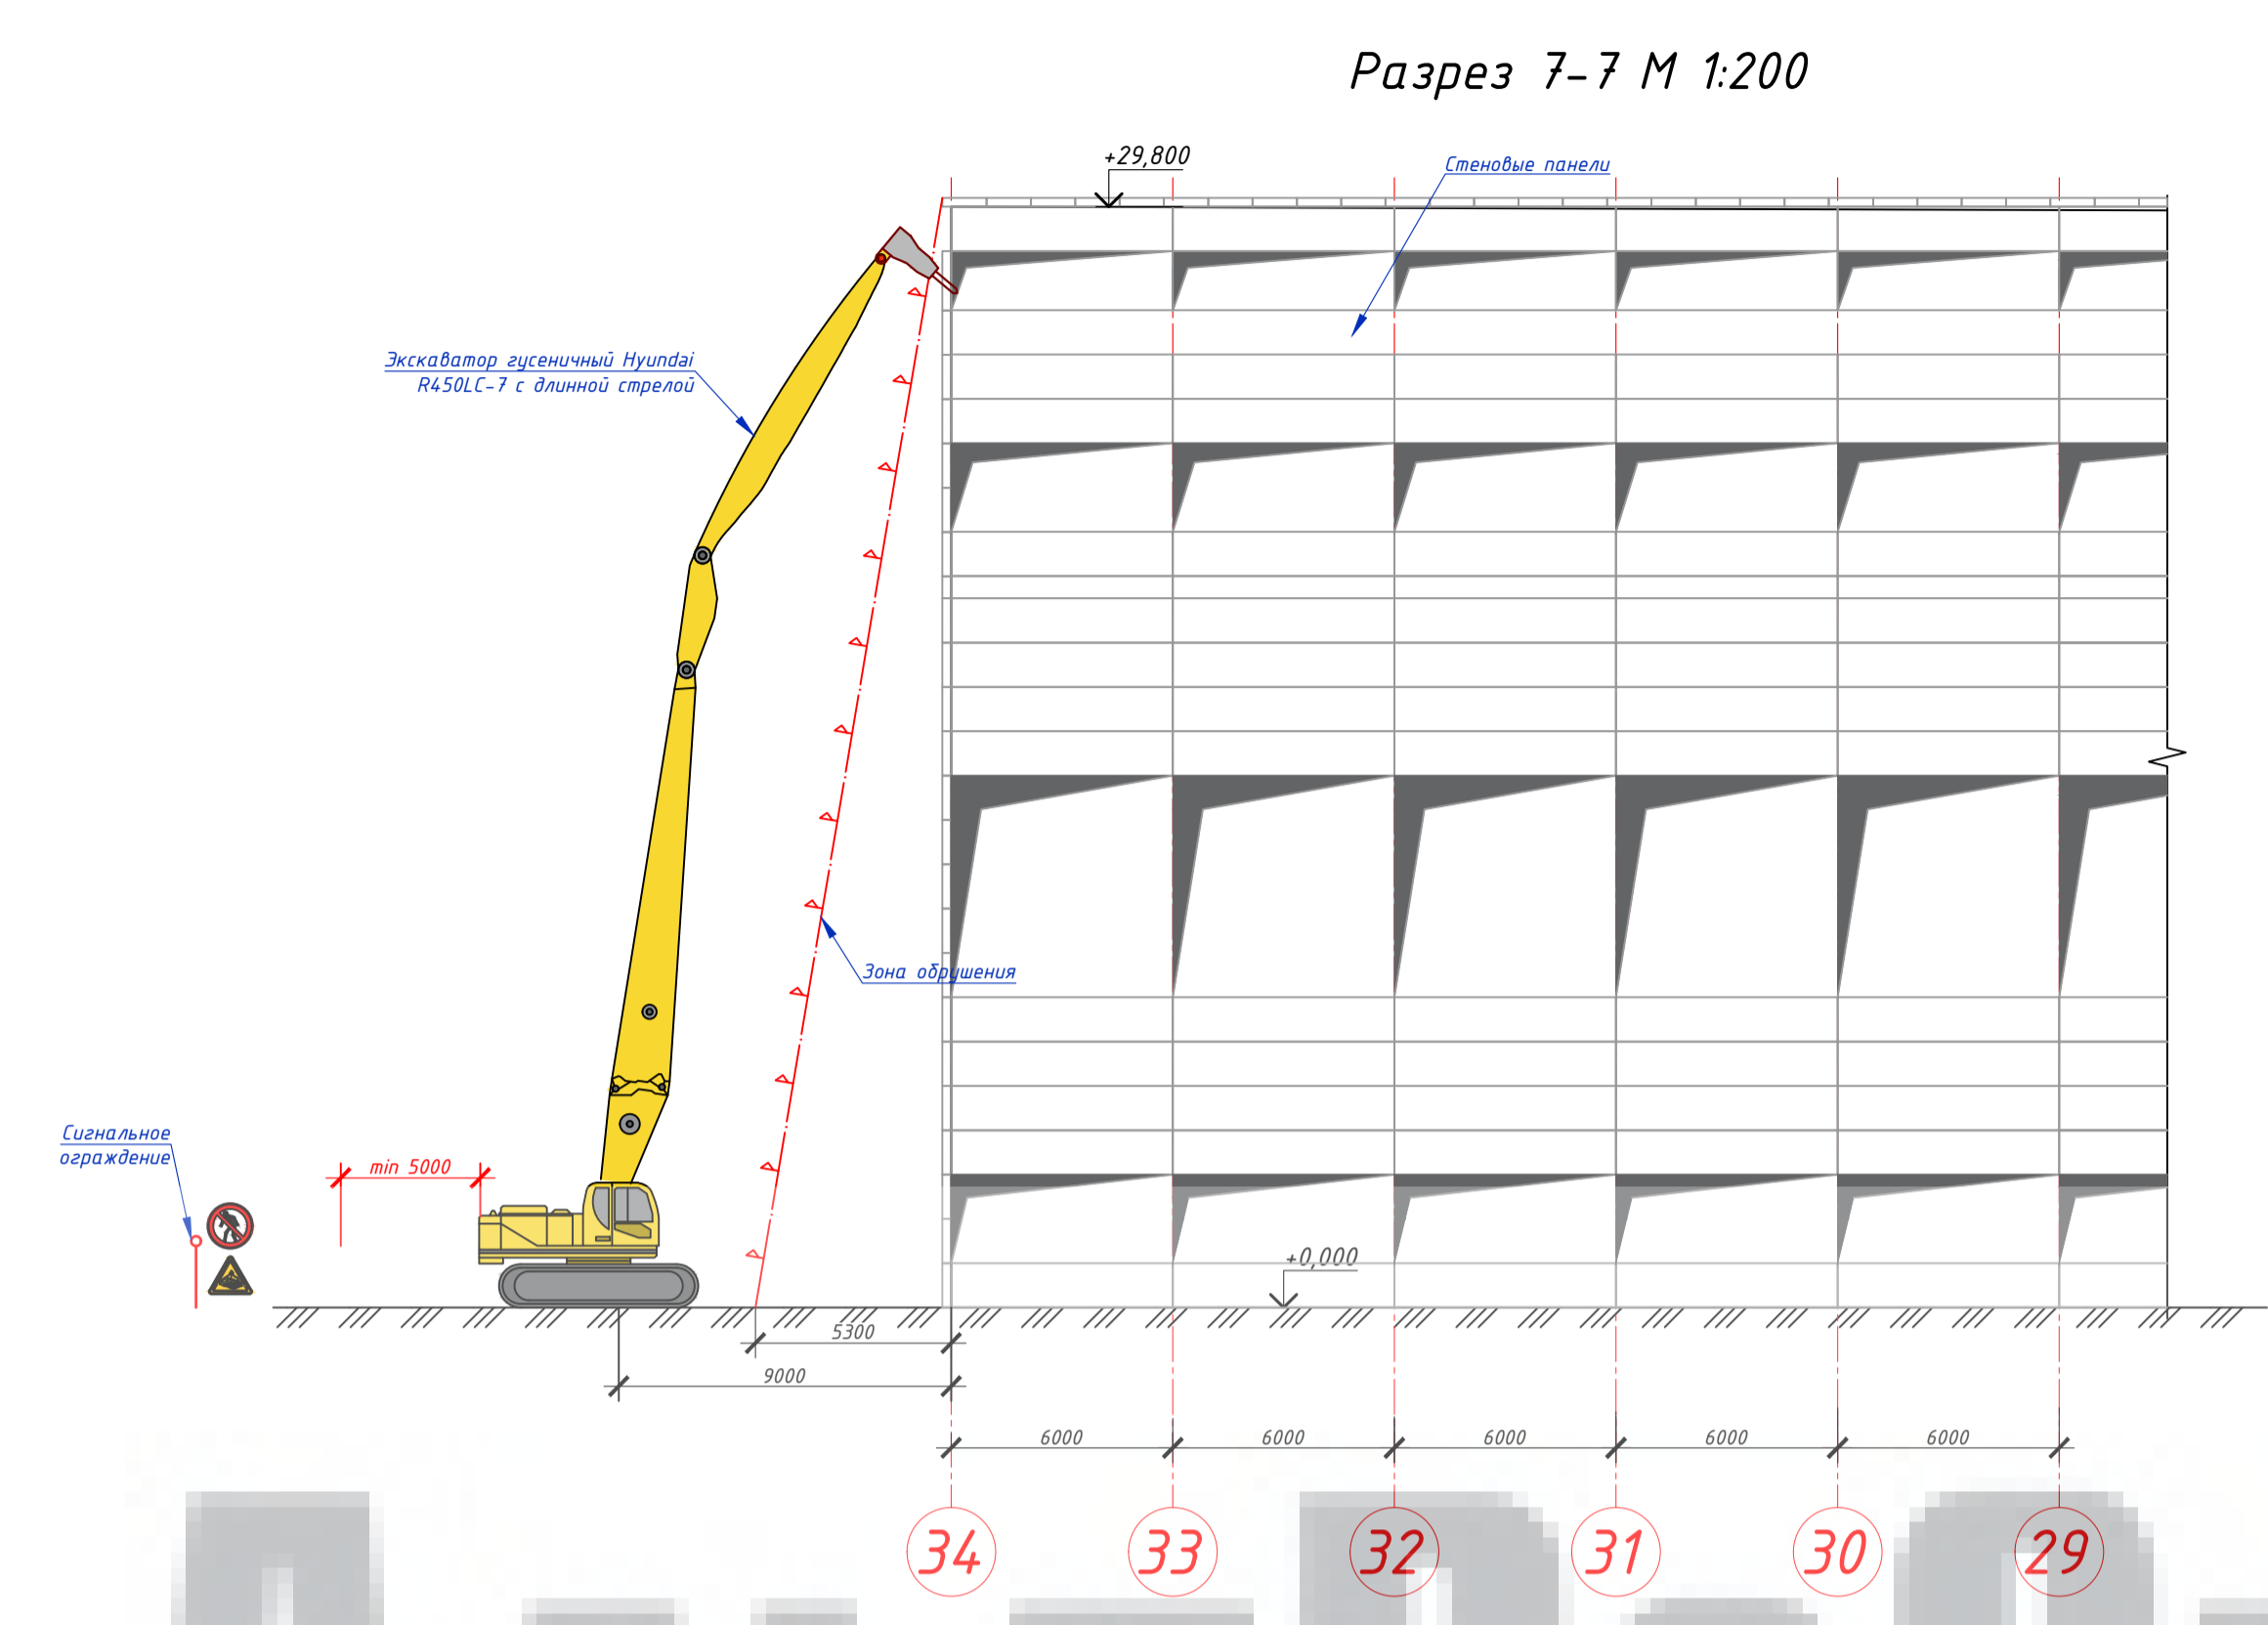 Разрез 7-7 М 1:200
+29,800
Стеновые панели
Экскаватор гусеничный Hyundai
R450LC-7 с длинной стрелой
Зона обрушения
Сигнальное
ограждение
min 5000
+0,000
5300
9000
6000 6000 6000 6000 6000
34 33 32 31 30 29